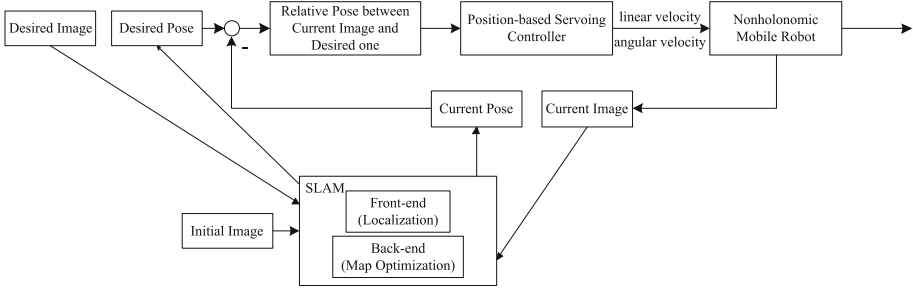 Desired Image
Desired Pose
-
Relative Pose between
Current Image and
Desired one
Position-based Servoing
Controller
linear velocity
angular velocity
Nonholonomic
Mobile Robot
Current Pose
Current Image
SLAM
Front-end
(Localization)
Initial Image
Back-end
(Map Optimization)